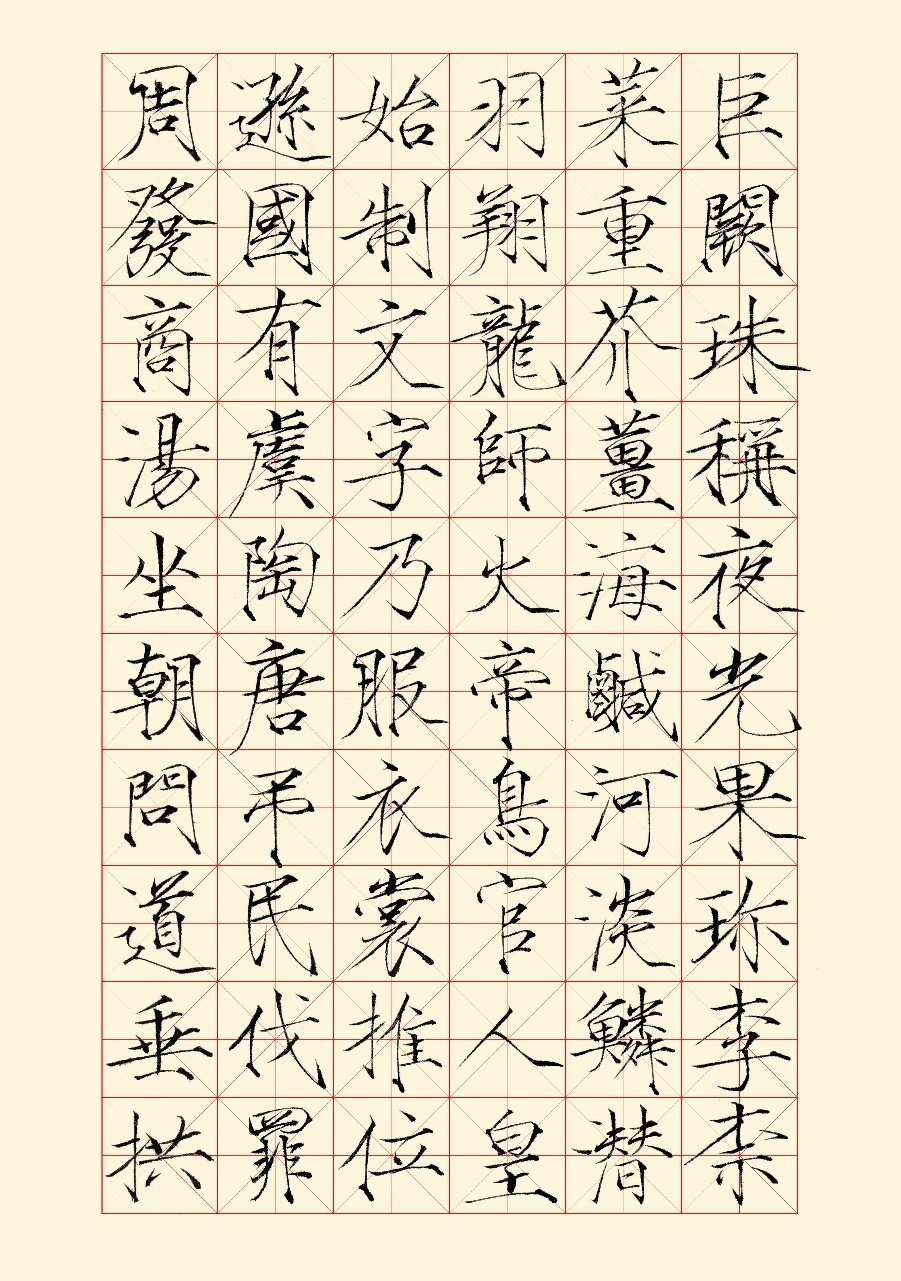 巨闕珠稱夜光果珎李柰
菜重芥薑海鹹河淡鱗潜
羽翔龍師火帝鳥官人皇
始制文字乃服衣裳推位
遜國有虞陶唐吊民伐罪
周發商湯坐朝問道垂拱